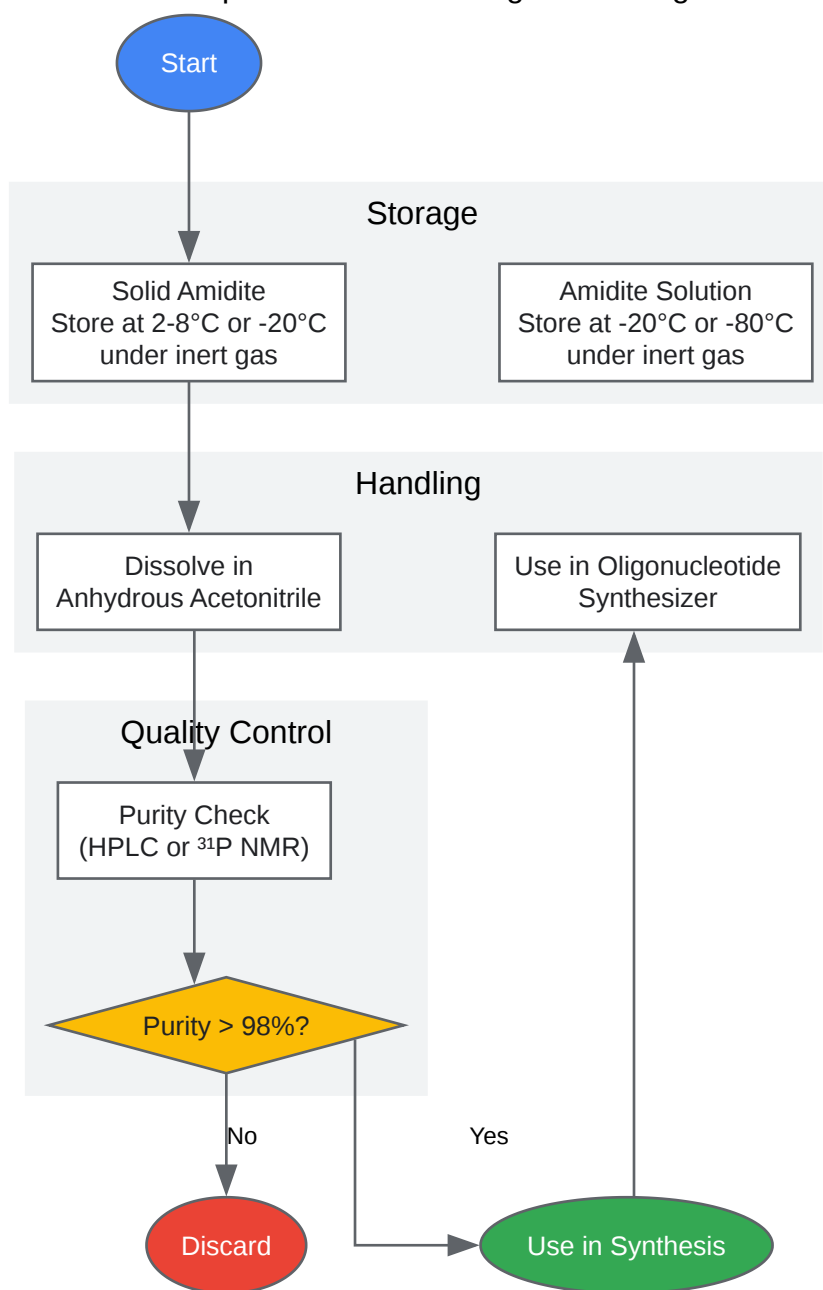 Start
Storage
Solid Amidite
Store at 2-8°C or -20°C
under inert gas
Amidite Solution
Store at -20°C or -80°C
under inert gas
Handling
Dissolve in
Anhydrous Acetonitrile
Use in Oligonucleotide
Synthesizer
Quality Control
Purity Check
(HPLC or ³¹P NMR)
Purity > 98%?
No
Yes
Discard
Use in Synthesis